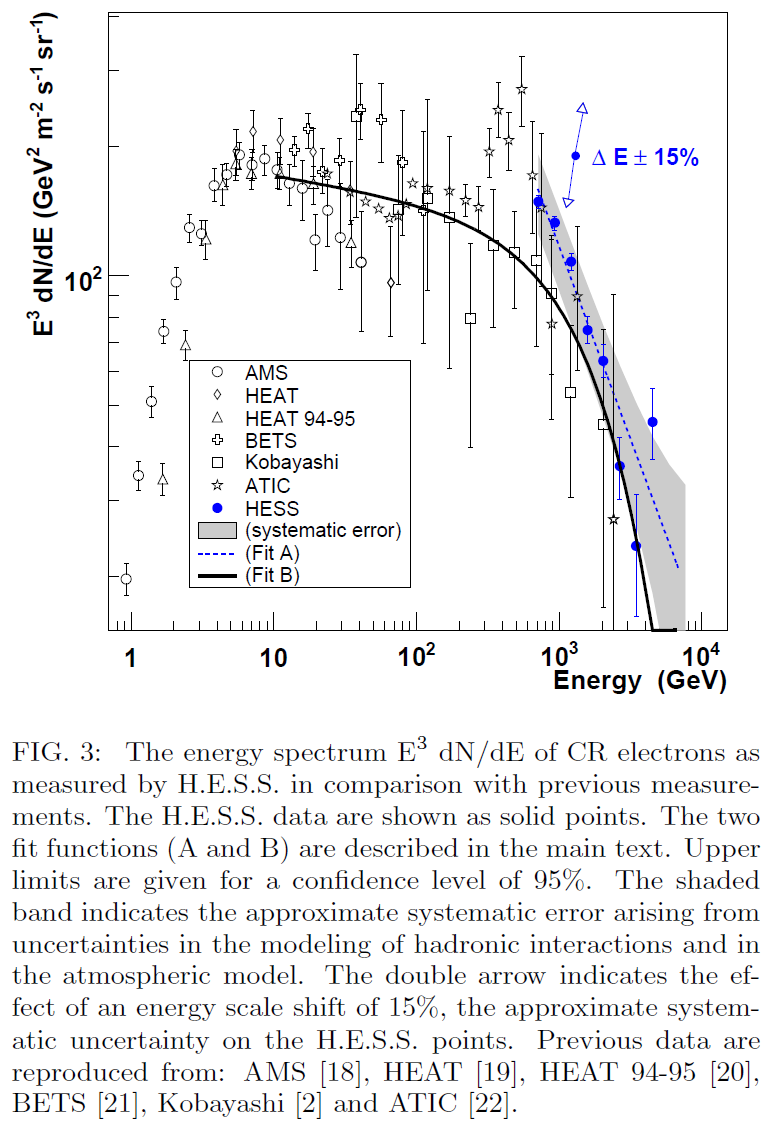 E³ dN/dE (GeV² m⁻² s⁻¹ sr⁻¹)
10²
Δ E ± 15%
AMS
HEAT
HEAT 94-95
BETS
Kobayashi
ATIC
HESS
(systematic error)
(Fit A)
(Fit B)
1 10 10² 10³ 10⁴
Energy (GeV)
FIG. 3: The energy spectrum E³ dN/dE of CR electrons as
measured by H.E.S.S. in comparison with previous measure-
ments. The H.E.S.S. data are shown as solid points. The two
fit functions (A and B) are described in the main text. Upper
limits are given for a confidence level of 95%. The shaded
band indicates the approximate systematic error arising from
uncertainties in the modeling of hadronic interactions and in
the atmospheric model. The double arrow indicates the ef-
fect of an energy scale shift of 15%, the approximate system-
atic uncertainty on the H.E.S.S. points. Previous data are
reproduced from: AMS [18], HEAT [19], HEAT 94-95 [20],
BETS [21], Kobayashi [2] and ATIC [22].